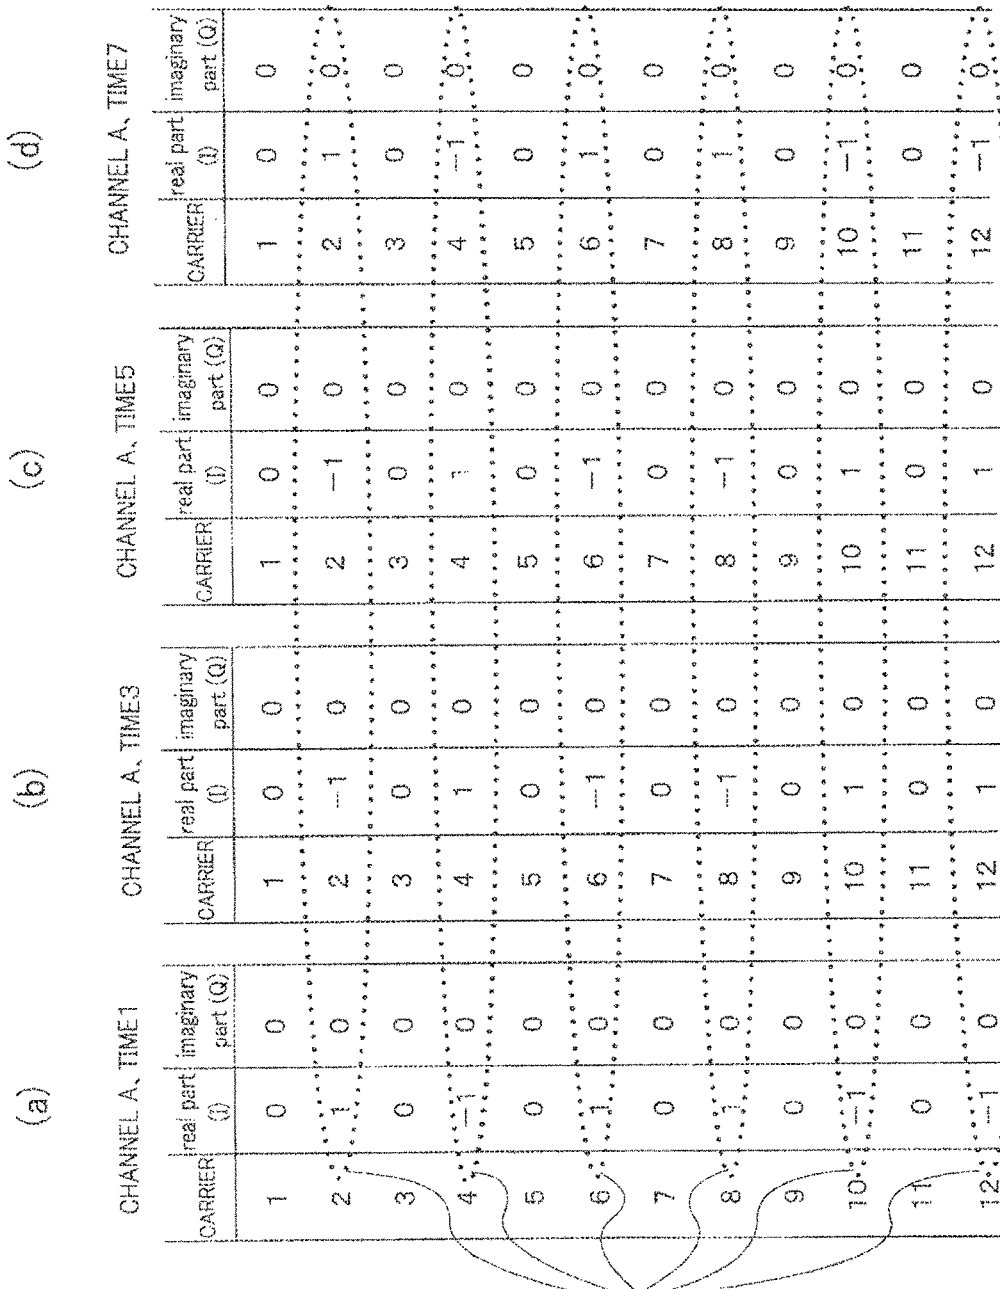 (a)
CHANNEL A、TIME1
CARRIER real part (I) imaginary part (Q)
1 0 0
2 1 0
3 0 0
4 -1 0
5 0 0
6 1 0
7 0 0
8 1 0
9 0 0
10 -1 0
11 0 0
12 -1 0
(b)
CHANNEL A、TIME3
CARRIER real part (I) imaginary part (Q)
1 0 0
2 -1 0
3 0 0
4 1 0
5 0 0
6 -1 0
7 0 0
8 -1 0
9 0 0
10 1 0
11 0 0
12 1 0
(c)
CHANNEL A、TIME5
CARRIER real part (I) imaginary part (Q)
1 0 0
2 -1 0
3 0 0
4 1 0
5 0 0
6 -1 0
7 0 0
8 -1 0
9 0 0
10 1 0
11 0 0
12 1 0
(d)
CHANNEL A、TIME7
CARRIER real part (I) imaginary part (Q)
1 0 0
2 1 0
3 0 0
4 -1 0
5 0 0
6 1 0
7 0 0
8 1 0
9 0 0
10 -1 0
11 0 0
12 -1 0